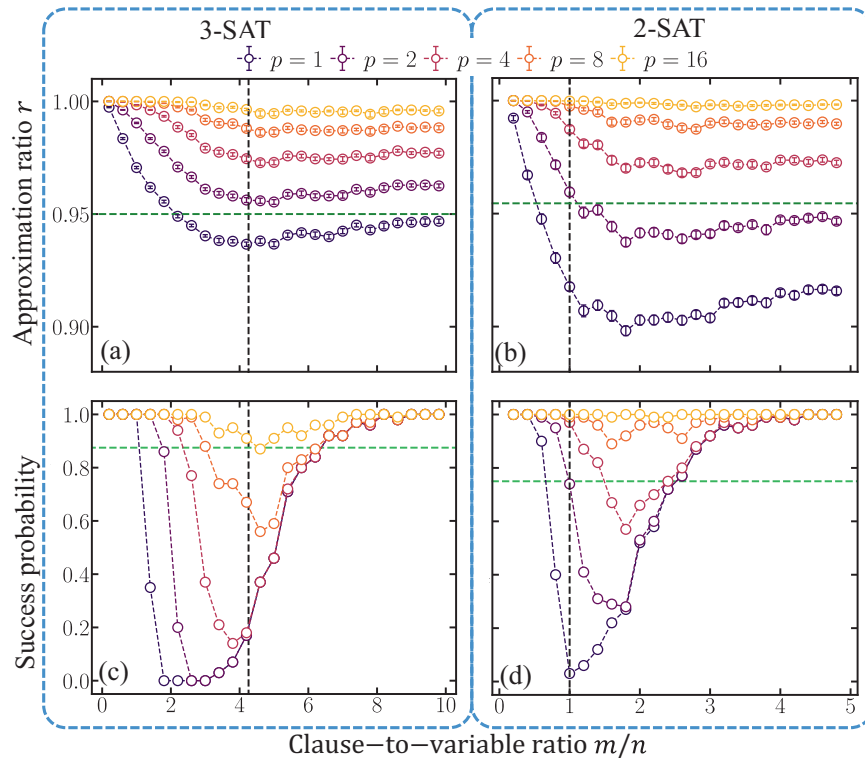 3-SAT
2-SAT
p = 1 p = 2 p = 4 p = 8 p = 16
Approximation ratio r
1.00
0.95
0.90
(a)
(b)
Success probability
1.0
0.8
0.6
0.4
0.2
0.0
(c)
(d)
0 2 4 6 8 10
0 1 2 3 4 5
Clause−to−variable ratio m/n